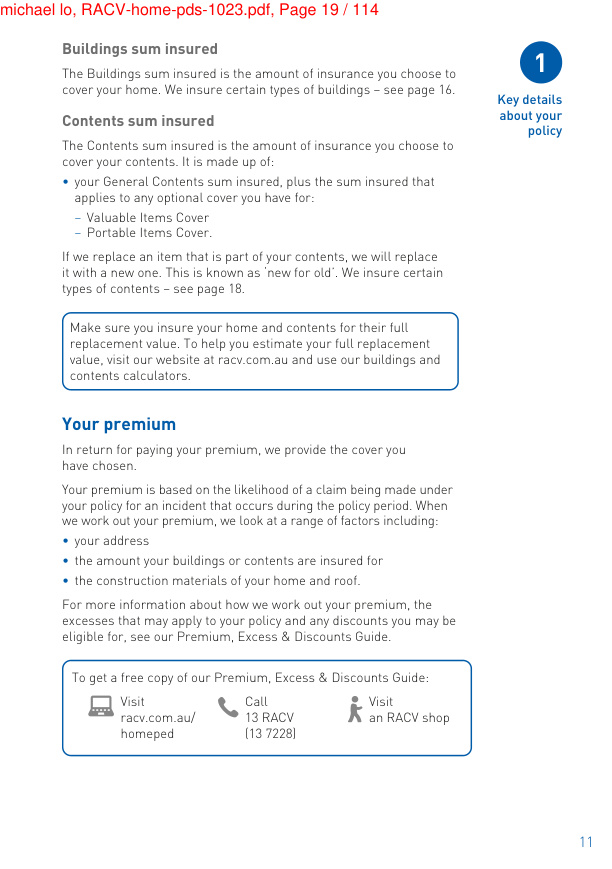 michael lo, RACV-home-pds-1023.pdf, Page 19 / 114
Buildings sum insured
The Buildings sum insured is the amount of insurance you choose to
cover your home. We insure certain types of buildings – see page 16.
1
Key details
about your
policy
Contents sum insured
The Contents sum insured is the amount of insurance you choose to
cover your contents. It is made up of:
• your General Contents sum insured, plus the sum insured that
applies to any optional cover you have for:
– Valuable Items Cover
– Portable Items Cover.
If we replace an item that is part of your contents, we will replace
it with a new one. This is known as ‘new for old’. We insure certain
types of contents – see page 18.
Make sure you insure your home and contents for their full
replacement value. To help you estimate your full replacement
value, visit our website at racv.com.au and use our buildings and
contents calculators.
Your premium
In return for paying your premium, we provide the cover you
have chosen.
Your premium is based on the likelihood of a claim being made under
your policy for an incident that occurs during the policy period. When
we work out your premium, we look at a range of factors including:
• your address
• the amount your buildings or contents are insured for
• the construction materials of your home and roof.
For more information about how we work out your premium, the
excesses that may apply to your policy and any discounts you may be
eligible for, see our Premium, Excess & Discounts Guide.
To get a free copy of our Premium, Excess & Discounts Guide:
Visit
racv.com.au/
homeped
Call
13 RACV
(13 7228)
Visit
an RACV shop
11